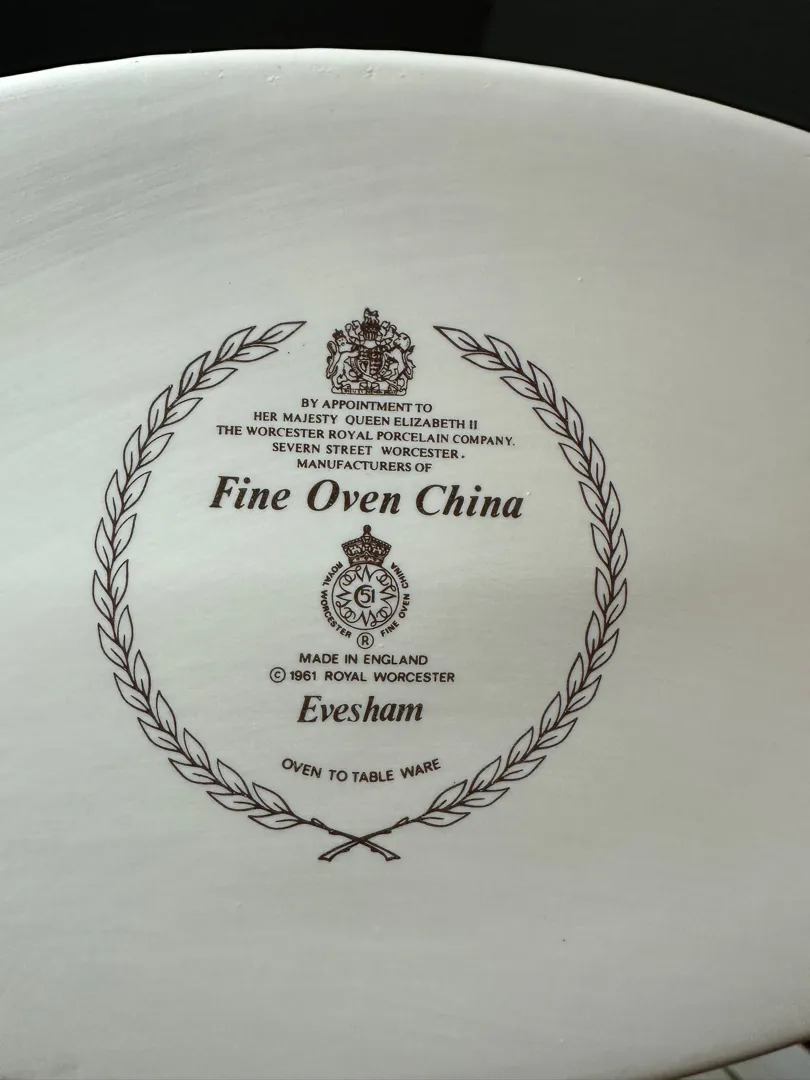 BY APPOINTMENT TO
HER MAJESTY QUEEN ELIZABETH II
THE WORCESTER ROYAL PORCELAIN COMPANY.
SEVERN STREET WORCESTER.
MANUFACTURERS OF
Fine Oven China
ROYAL WORCESTER FINE OVEN CHINA
51
®
MADE IN ENGLAND
© 1961 ROYAL WORCESTER
Evesham
OVEN TO TABLE WARE